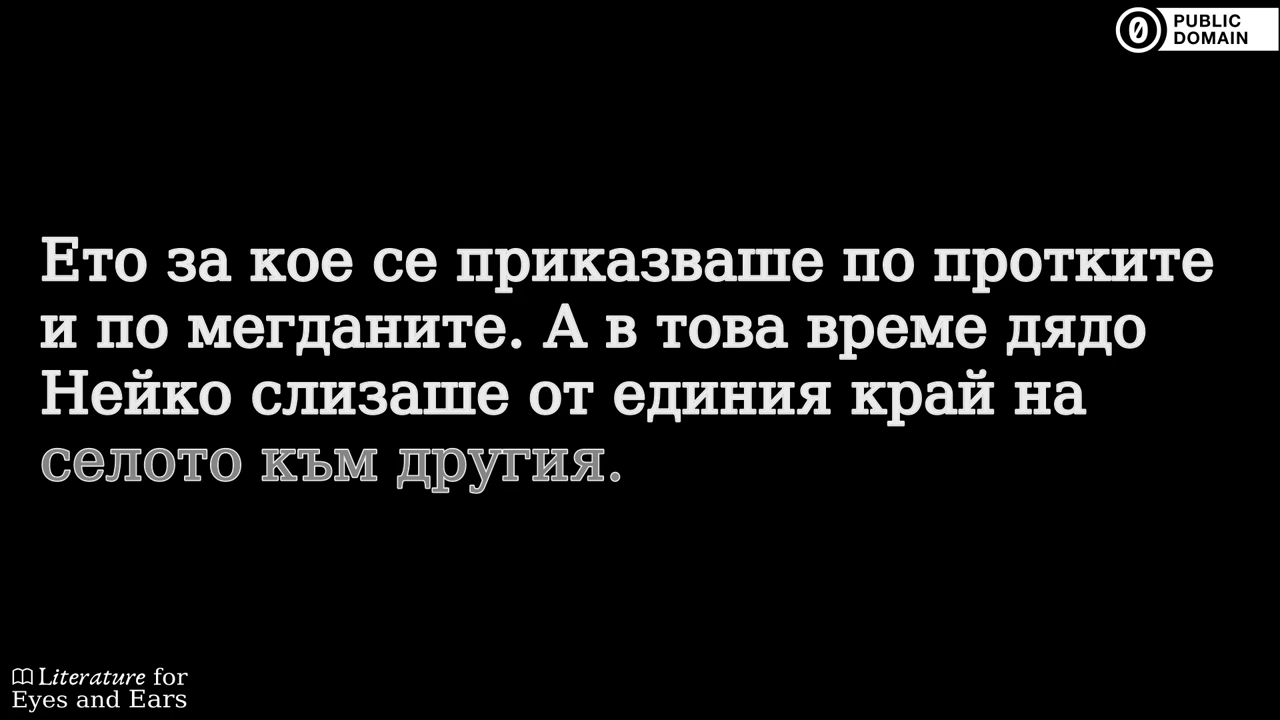 PUBLIC
DOMAIN
Ето за кое се приказваше по протките
и по мегданите. А в това време дядо
Нейко слизаше от единия край на
селото към другия.
Literature for
Eyes and Ears